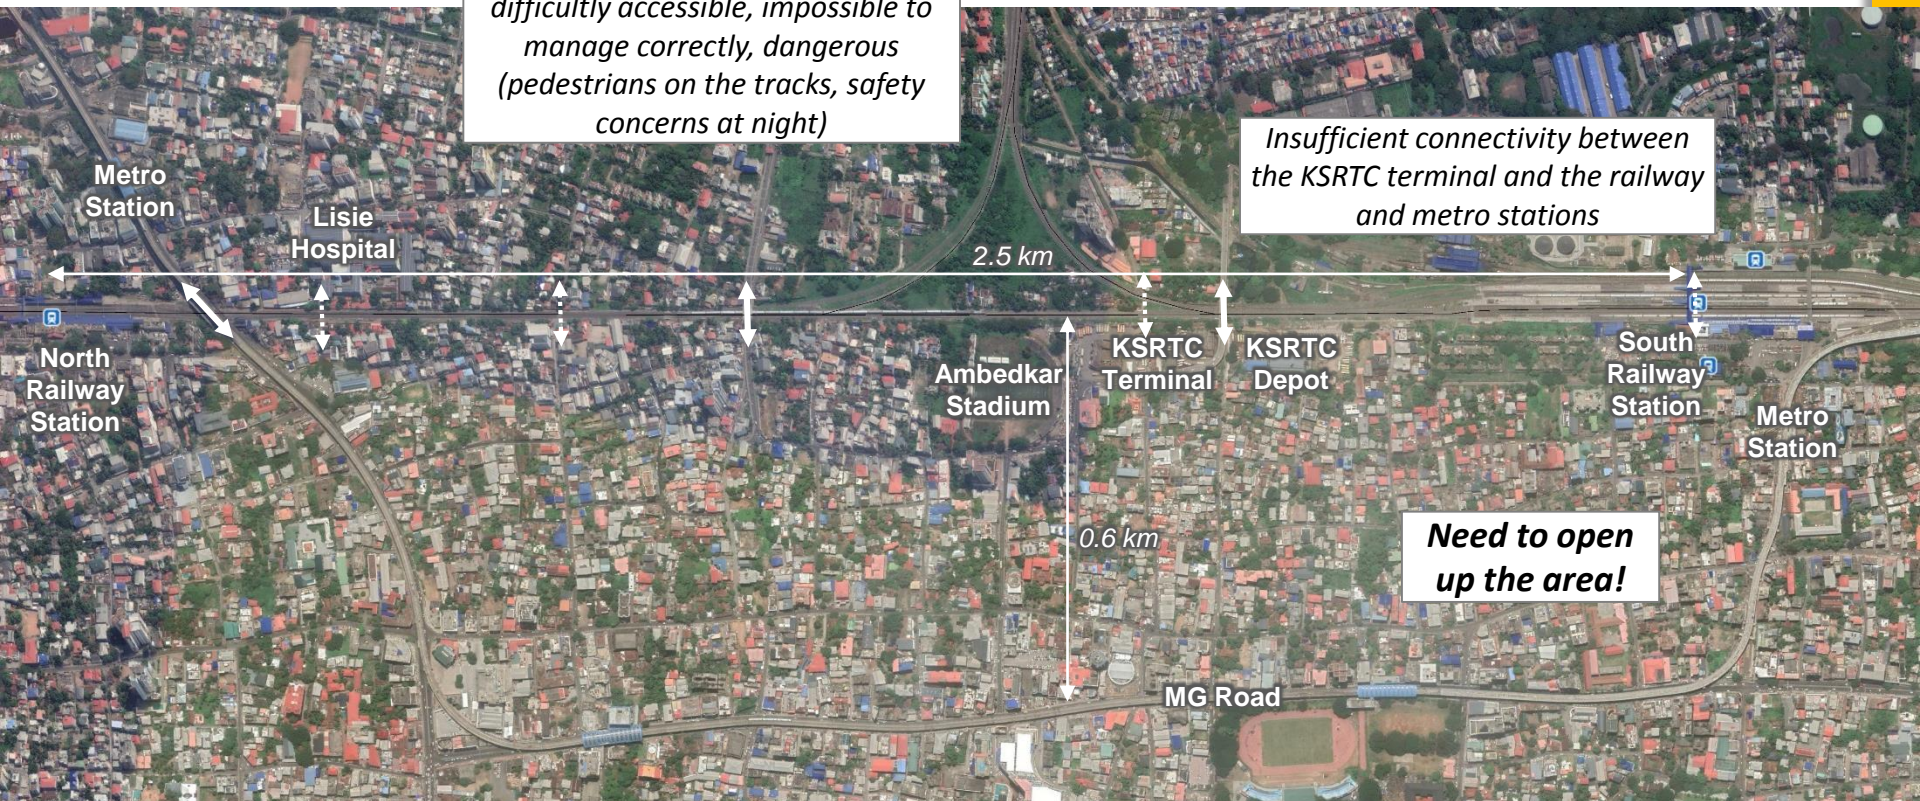 difficultly accessible, impossible to
manage correctly, dangerous
(pedestrians on the tracks, safety
concerns at night)
Insufficient connectivity between
the KSRTC terminal and the railway
and metro stations
Metro
Station
Lisie
Hospital
2.5 km
North
Railway
Station
Ambedkar
Stadium
KSRTC
Terminal
KSRTC
Depot
South
Railway
Station
Metro
Station
0.6 km
Need to open
up the area!
MG Road